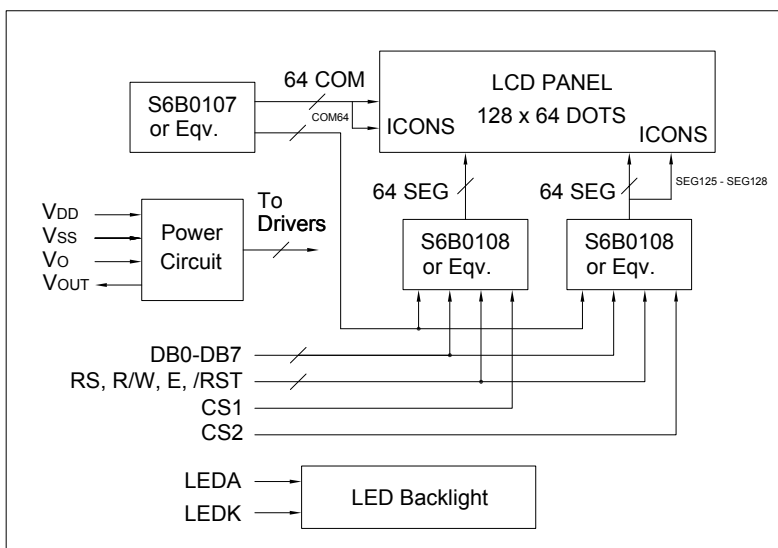 64 COM
S6B0107
or Eqv.
COM64
ICONS
LCD PANEL
128 x 64 DOTS
ICONS
64 SEG
64 SEG
SEG125 - SEG128
S6B0108
or Eqv.
S6B0108
or Eqv.
VDD
VSS
VO
VOUT
Power
Circuit
To
Drivers
DB0-DB7
RS, R/W, E, /RST
CS1
CS2
LEDA
LEDK
LED Backlight